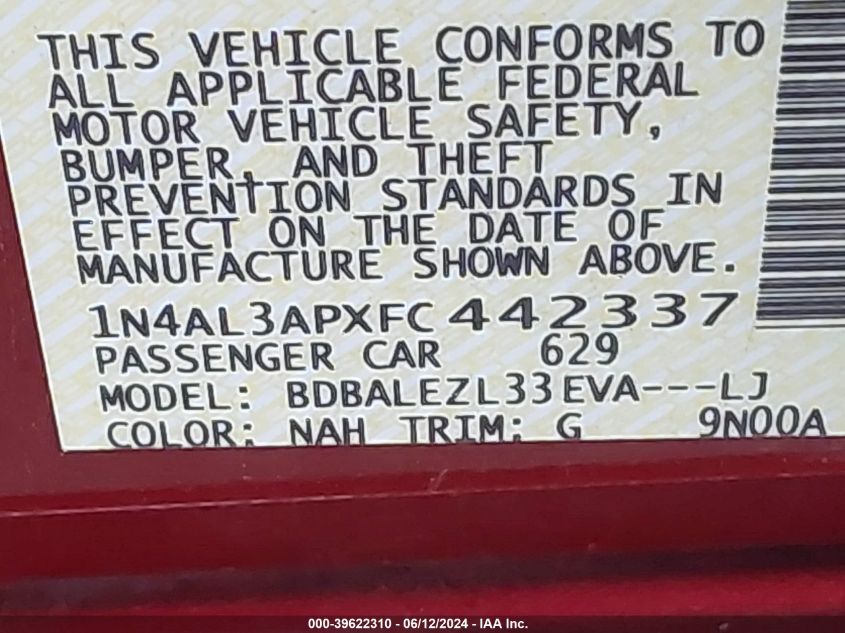 THIS VEHICLE CONFORMS TO
ALL APPLICABLE FEDERAL
MOTOR VEHICLE SAFETY,
BUMPER, AND THEFT
PREVENTION STANDARDS IN
EFFECT ON THE DATE OF
MANUFACTURE SHOWN ABOVE.
1N4AL3APXFC442337
PASSENGER CAR 629
MODEL: BDBALEZL33EVA---LJ
COLOR: NAH TRIM: G 9N00A
000-39622310 - 06/12/2024 - IAA Inc.